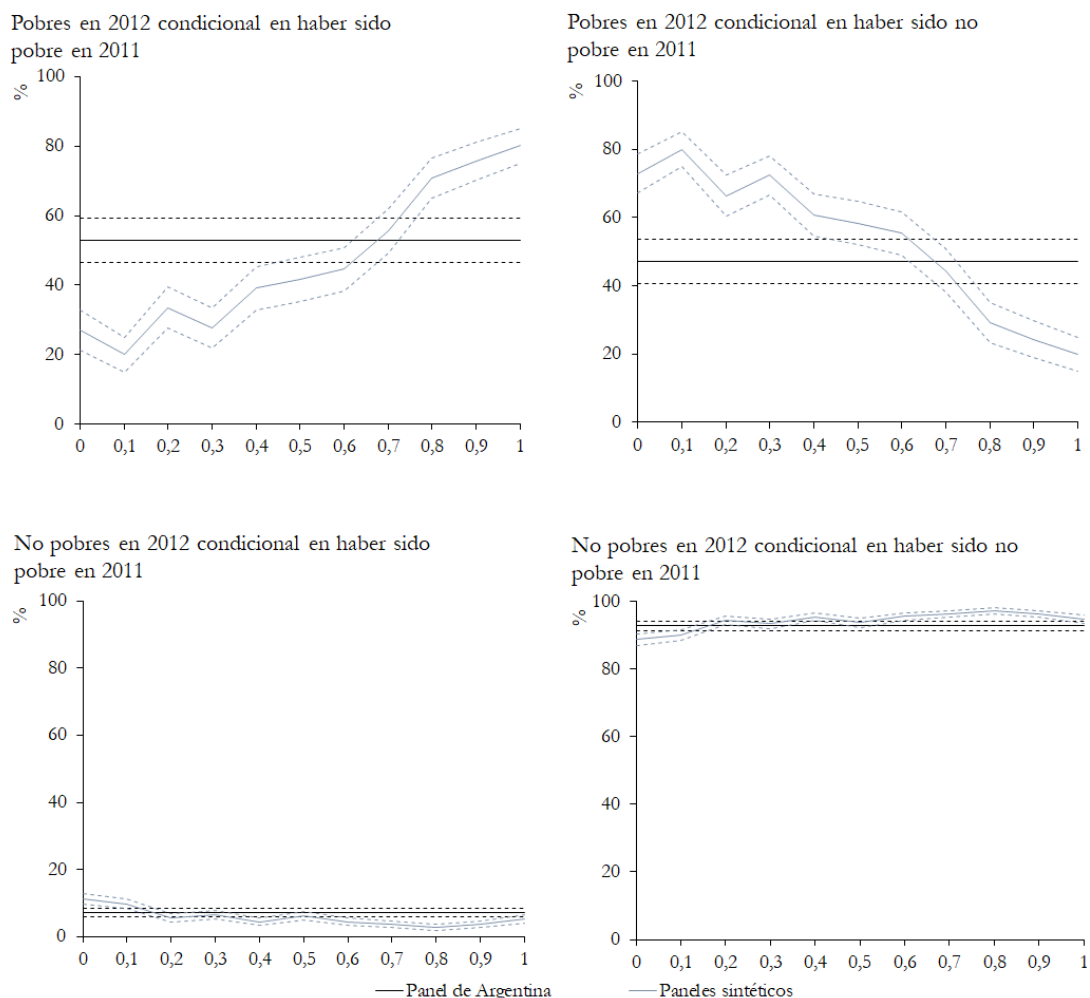 Pobres en 2012 condicional en haber sido
pobre en 2011
%
100
80
60
40
20
0
0 0,1 0,2 0,3 0,4 0,5 0,6 0,7 0,8 0,9 1
Pobres en 2012 condicional en haber sido no
pobre en 2011
%
100
80
60
40
20
0
0 0,1 0,2 0,3 0,4 0,5 0,6 0,7 0,8 0,9 1
No pobres en 2012 condicional en haber sido
pobre en 2011
%
100
80
60
40
20
0
0 0,1 0,2 0,3 0,4 0,5 0,6 0,7 0,8 0,9 1
No pobres en 2012 condicional en haber sido no
pobre en 2011
%
100
80
60
40
20
0
0 0,1 0,2 0,3 0,4 0,5 0,6 0,7 0,8 0,9 1
Panel de Argentina
Paneles sintéticos